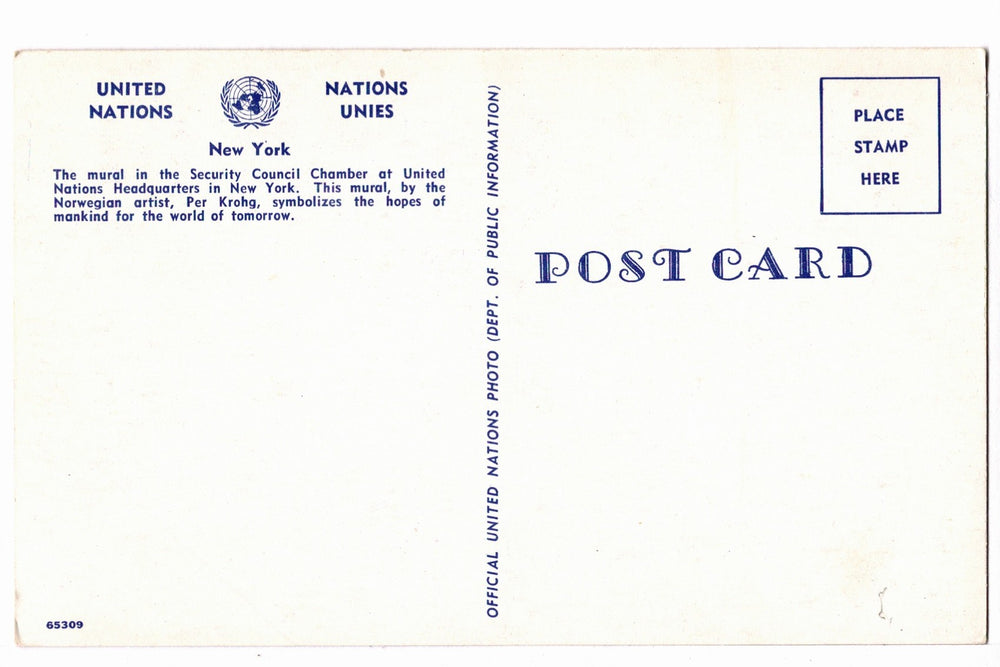 UNITED NATIONS
NATIONS UNIES
New York
The mural in the Security Council Chamber at United
Nations Headquarters in New York. This mural, by the
Norwegian artist, Per Krohg, symbolizes the hopes of
mankind for the world of tomorrow.
65309
OFFICIAL UNITED NATIONS PHOTO (DEPT. OF PUBLIC INFORMATION)
PLACE
STAMP
HERE
POST CARD